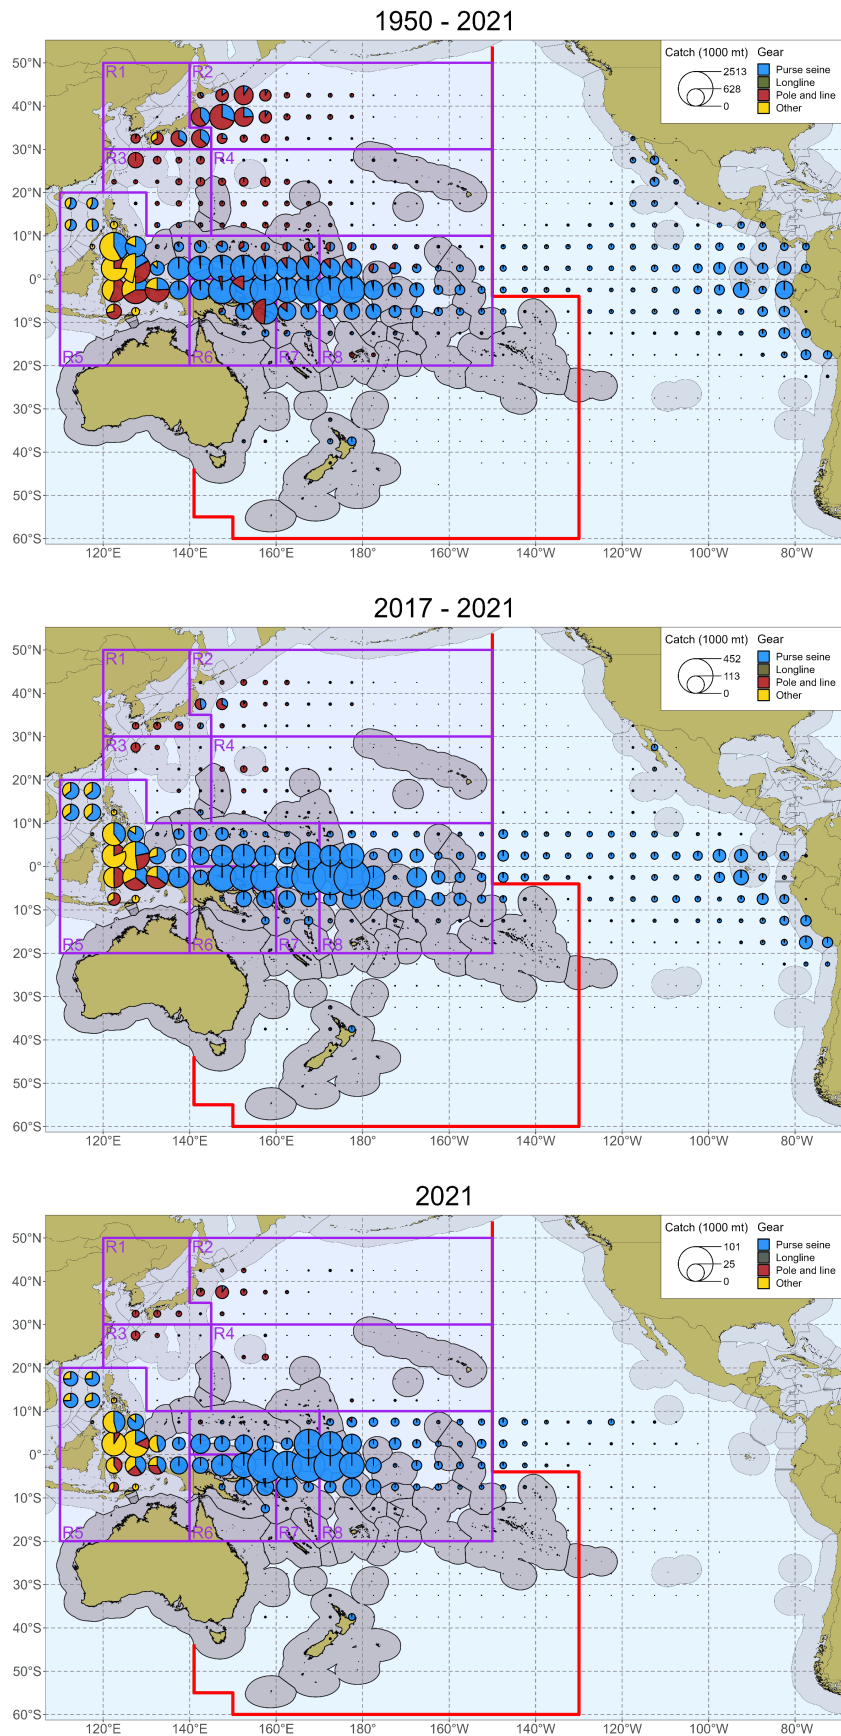 1950 - 2021
50°N
40°N
30°N
20°N
10°N
0°
10°S
20°S
30°S
40°S
50°S
60°S
R1
R2
R3
R4
R5
R6
R7
R8
Catch (1000 mt)
2513
628
0
Gear
Purse seine
Longline
Pole and line
Other
120°E
140°E
160°E
180°
160°W
140°W
120°W
100°W
80°W
2017 - 2021
50°N
40°N
30°N
20°N
10°N
0°
10°S
20°S
30°S
40°S
50°S
60°S
R1
R2
R3
R4
R5
R6
R7
R8
Catch (1000 mt)
452
113
0
Gear
Purse seine
Longline
Pole and line
Other
120°E
140°E
160°E
180°
160°W
140°W
120°W
100°W
80°W
2021
50°N
40°N
30°N
20°N
10°N
0°
10°S
20°S
30°S
40°S
50°S
60°S
R1
R2
R3
R4
R5
R6
R7
R8
Catch (1000 mt)
101
25
0
Gear
Purse seine
Longline
Pole and line
Other
120°E
140°E
160°E
180°
160°W
140°W
120°W
100°W
80°W